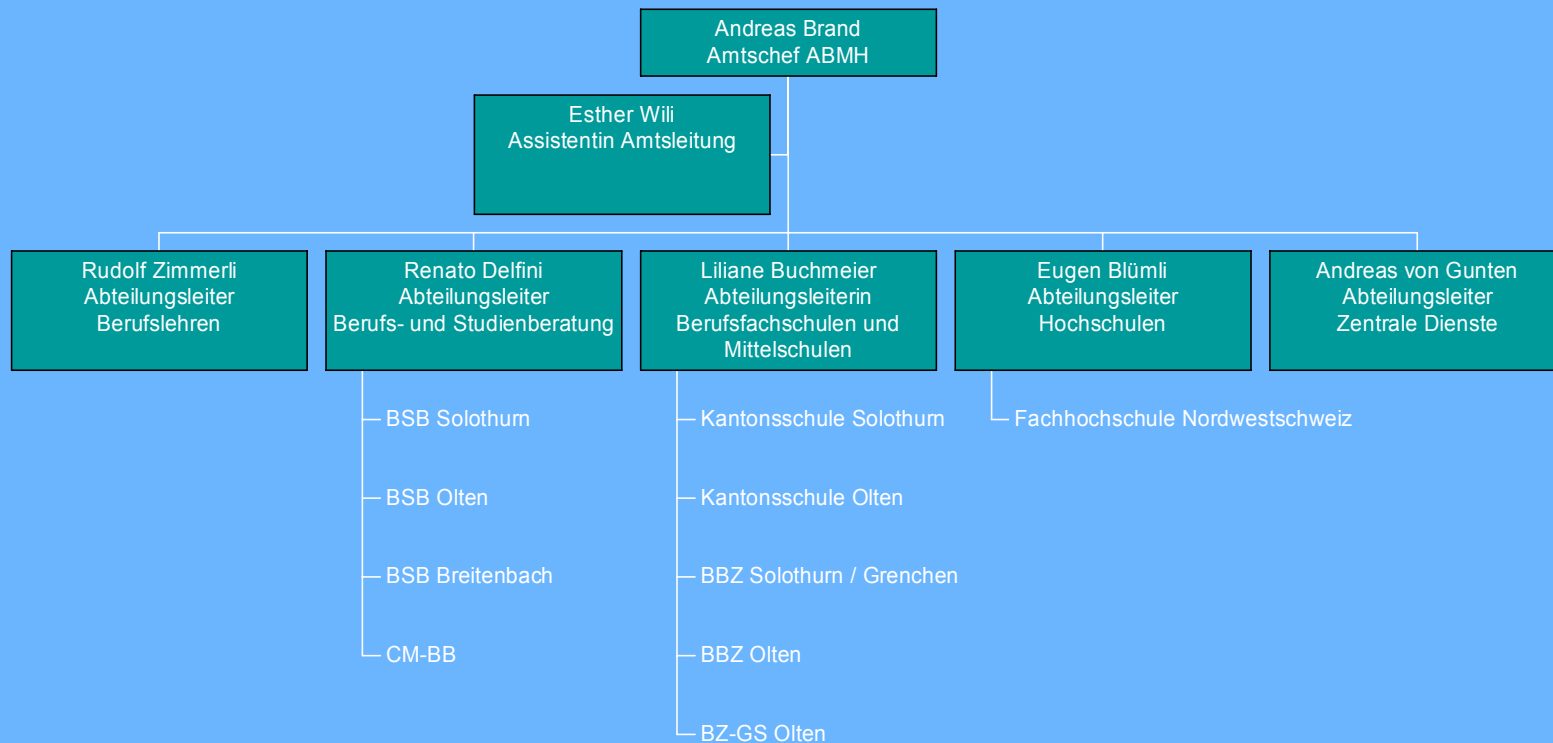 Andreas Brand
Amtschef ABMH
Esther Wili
Assistentin Amtsleitung
Rudolf Zimmerli
Abteilungsleiter
Berufslehren
Renato Delfini
Abteilungsleiter
Berufs- und Studienberatung
Liliane Buchmeier
Abteilungsleiterin
Berufsfachschulen und
Mittelschulen
Eugen Blümli
Abteilungsleiter
Hochschulen
Andreas von Gunten
Abteilungsleiter
Zentrale Dienste
BSB Solothurn
BSB Olten
BSB Breitenbach
CM-BB
Kantonsschule Solothurn
Kantonsschule Olten
BBZ Solothurn / Grenchen
BBZ Olten
BZ-GS Olten
Fachhochschule Nordwestschweiz